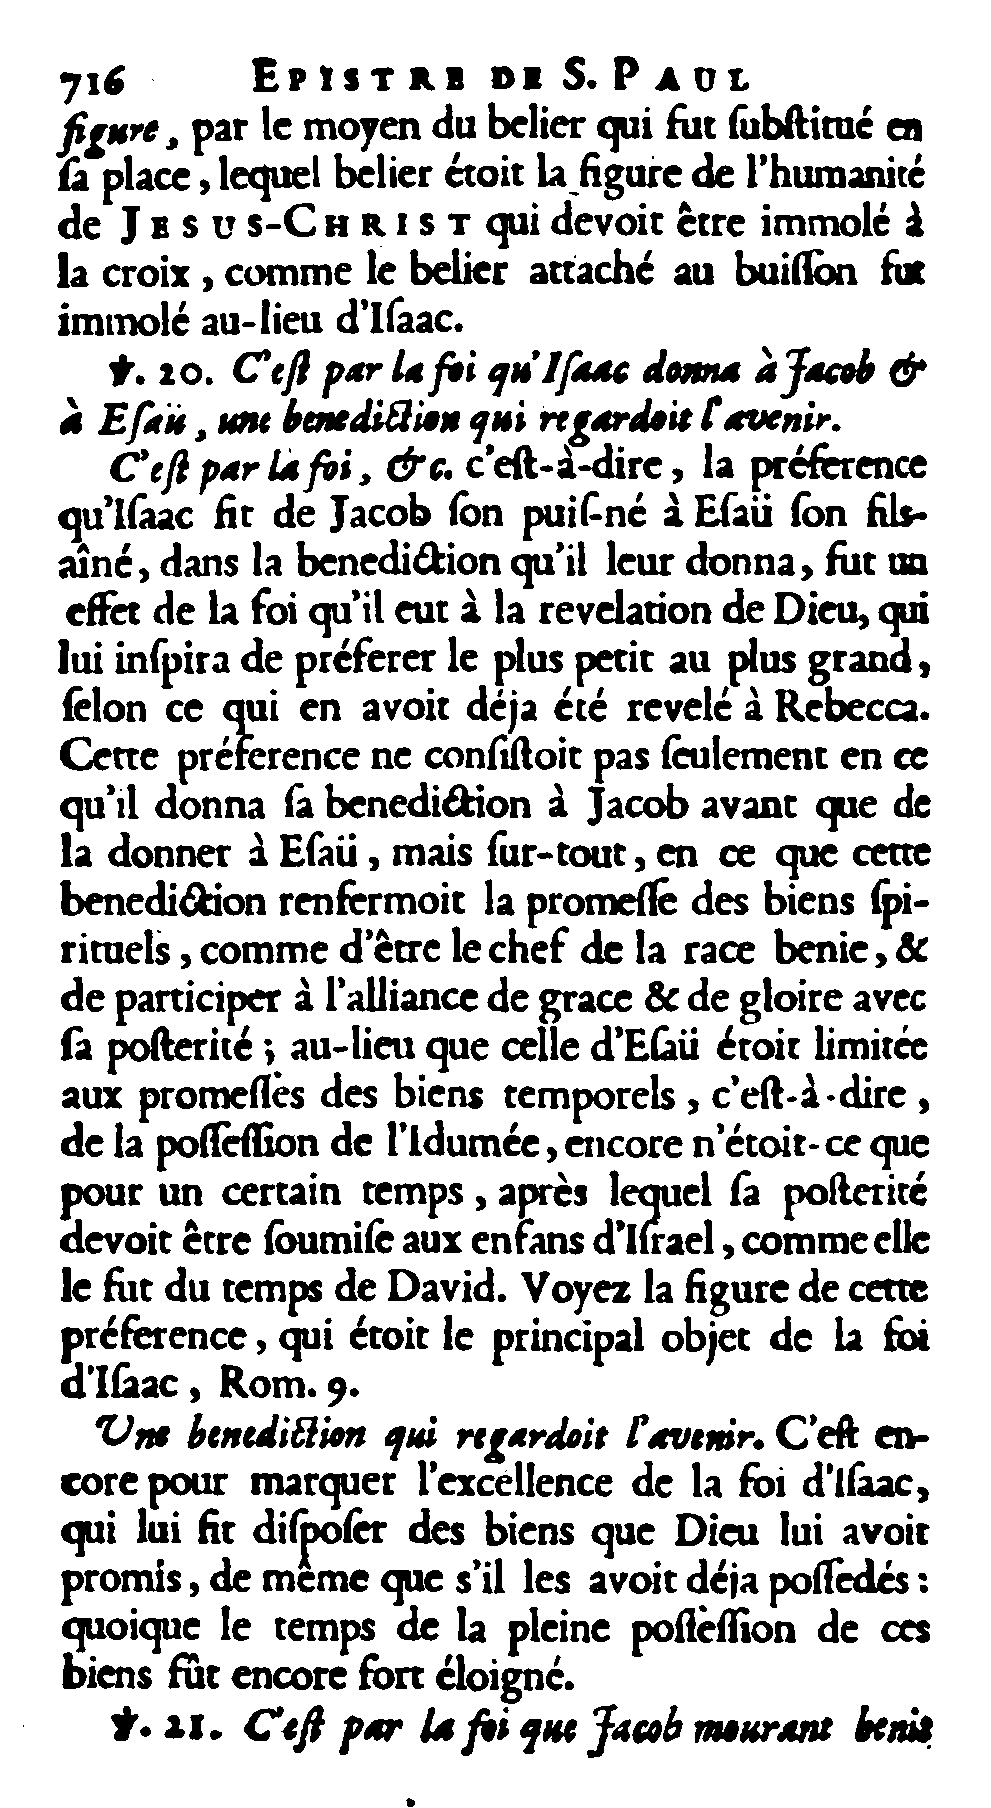 716 EPISTRE DE S. PAUL
figure, par le moyen du belier qui fut ſubſtitué en
ſa place, lequel belier étoit la figure de l'humanité
de JESUS-CHRIST qui devoit être immolé à
la croix, comme le belier attaché au buiſſon fut
immolé au-lieu d'Iſaac.
℣. 20. C'eſt par la foi qu'Iſaac donna à Jacob &
à Eſaü, une benediction qui regardoit l'avenir.
C'eſt par la foi, &c. c'eſt-à-dire, la préference
qu'Iſaac fit de Jacob ſon puiſ-né à Eſaü ſon fils-
aîné, dans la benediction qu'il leur donna, fut un
effet de la foi qu'il eut à la revelation de Dieu, qui
lui inſpira de préferer le plus petit au plus grand,
ſelon ce qui en avoit déja été revelé à Rebecca.
Cette préference ne conſiſtoit pas ſeulement en ce
qu'il donna ſa benediction à Jacob avant que de
la donner à Eſaü, mais ſur-tout, en ce que cette
benediction renfermoit la promeſſe des biens ſpi-
rituels, comme d'être le chef de la race benie, &
de participer à l'alliance de grace & de gloire avec
ſa poſterité; au-lieu que celle d'Eſaü étoit limitée
aux promeſſes des biens temporels, c'eſt-à-dire,
de la poſſeſſion de l'Idumée, encore n'étoit-ce que
pour un certain temps, après lequel ſa poſterité
devoit être ſoumiſe aux enfans d'Iſrael, comme elle
le fut du temps de David. Voyez la figure de cette
préference, qui étoit le principal objet de la foi
d'Iſaac, Rom. 9.
Une benediction qui regardoit l'avenir. C'eſt en-
core pour marquer l'excellence de la foi d'Iſaac,
qui lui fit diſpoſer des biens que Dieu lui avoit
promis, de même que s'il les avoit déja poſſedés:
quoique le temps de la pleine poſſeſſion de ces
biens fût encore fort éloigné.
℣. 21. C'eſt par la foi que Jacob mourant benit